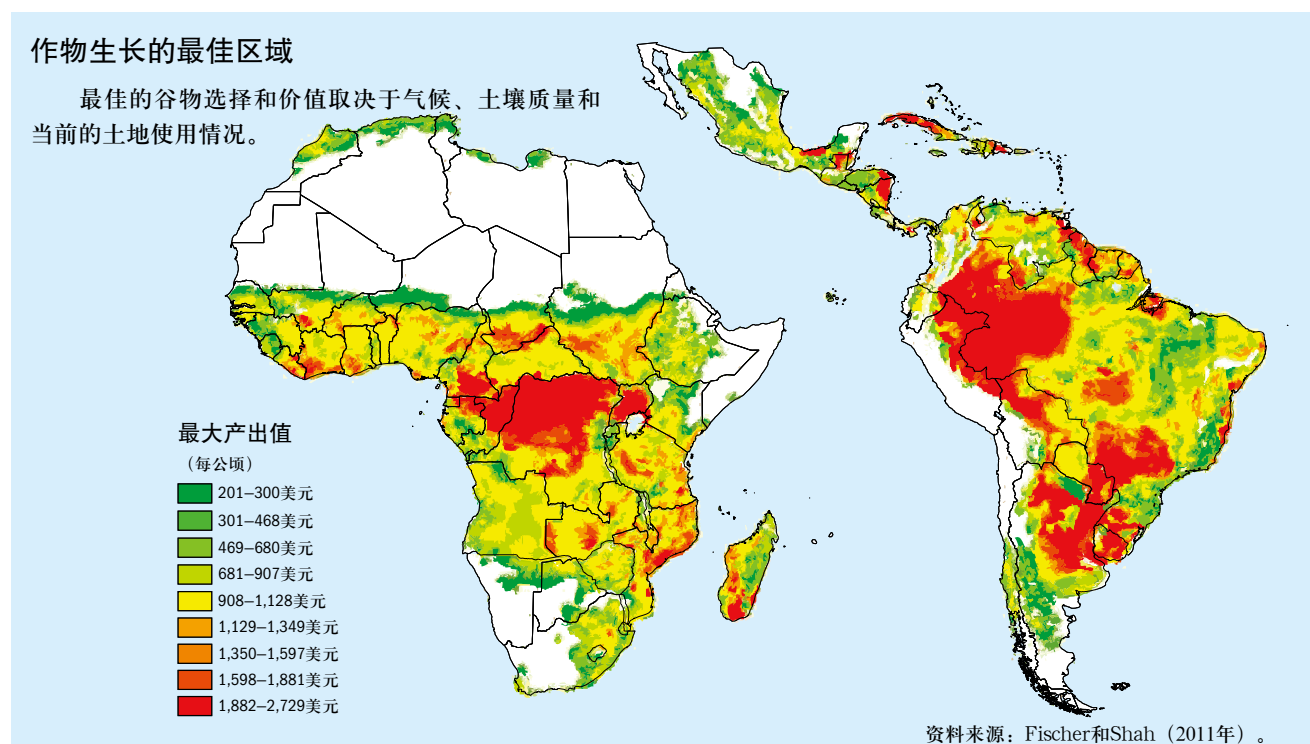 作物生长的最佳区域
最佳的谷物选择和价值取决于气候、土壤质量和
当前的土地使用情况。
最大产出值
（每公顷）
201–300美元
301–468美元
469–680美元
681–907美元
908–1,128美元
1,129–1,349美元
1,350–1,597美元
1,598–1,881美元
1,882–2,729美元
资料来源：Fischer和Shah（2011年）。